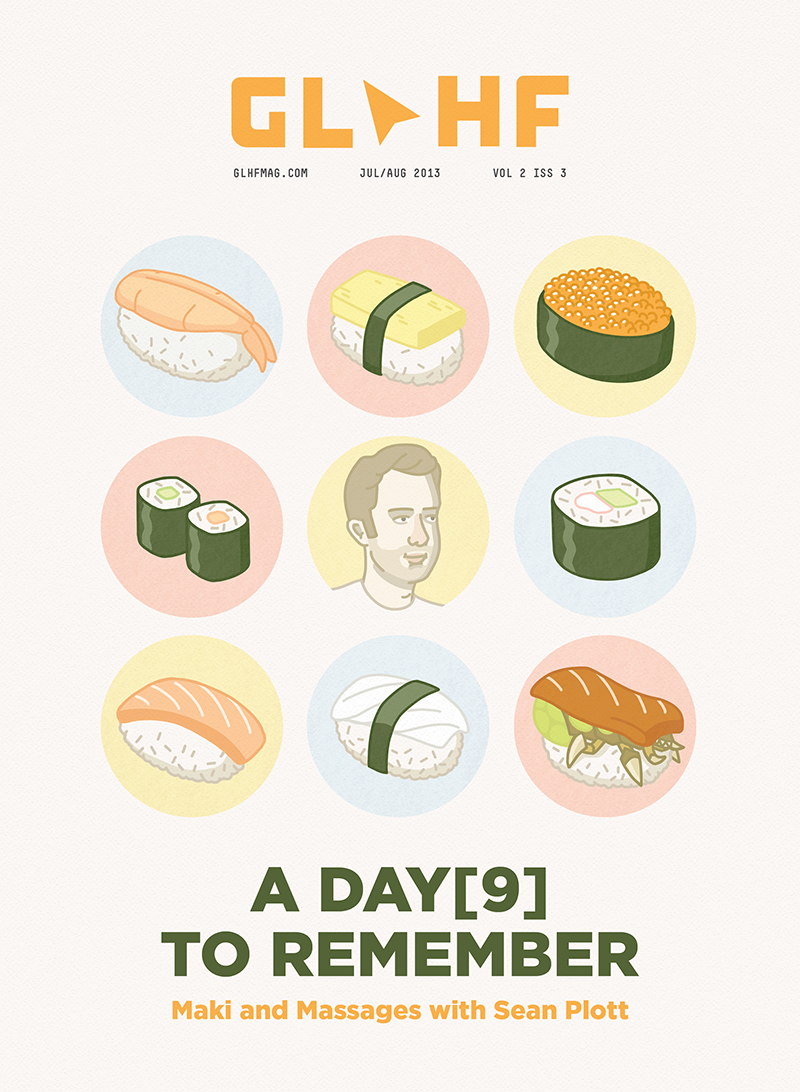 GLHF
GLHFMAG.COM JUL/AUG 2013 VOL 2 ISS 3
A DAY[9]
TO REMEMBER
Maki and Massages with Sean Plott